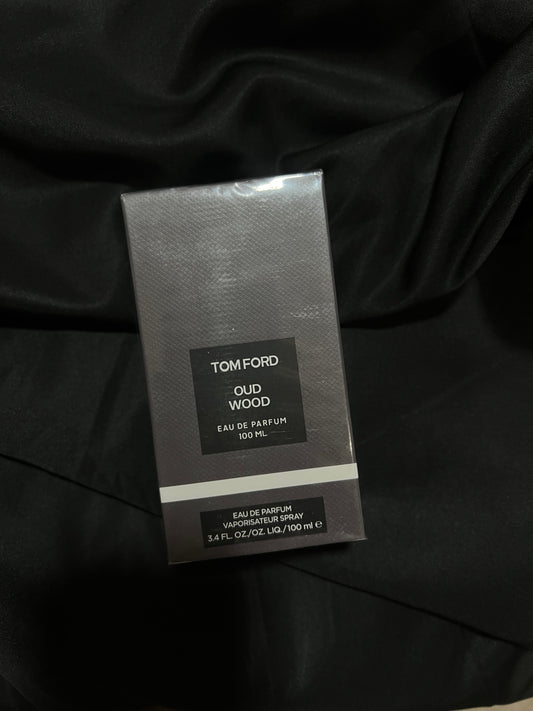 TOM FORD
OUD
WOOD
EAU DE PARFUM
100 ML
EAU DE PARFUM
VAPORISATEUR SPRAY
3.4 FL. OZ./OZ. LIQ./100 ml ℮